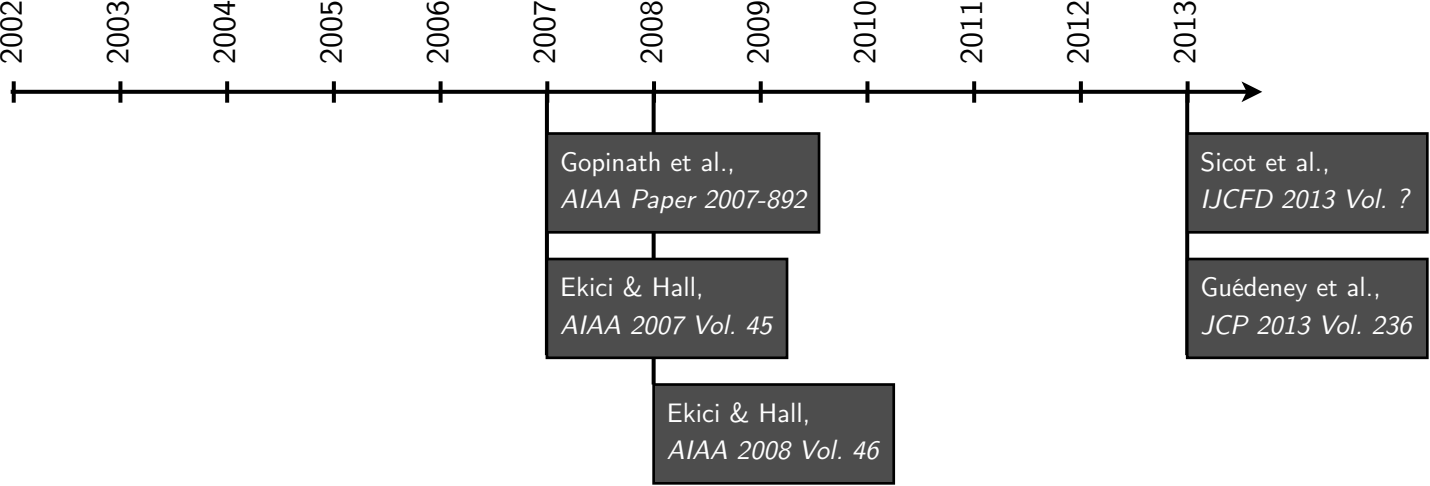 2002
2003
2004
2005
2006
2007
2008
2009
2010
2011
2012
2013
Gopinath et al.,
AIAA Paper 2007-892
Sicot et al.,
IJCFD 2013 Vol. ?
Ekici & Hall,
AIAA 2007 Vol. 45
Guédeney et al.,
JCP 2013 Vol. 236
Ekici & Hall,
AIAA 2008 Vol. 46